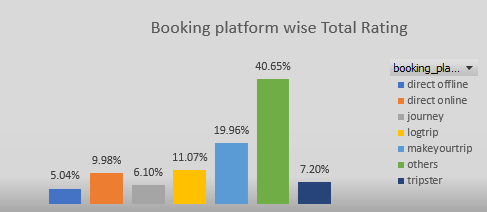 Booking platform wise Total Rating
5.04%
9.98%
6.10%
11.07%
19.96%
40.65%
7.20%
booking_pla...
direct offline
direct online
journey
logtrip
makeyourtrip
others
tripster